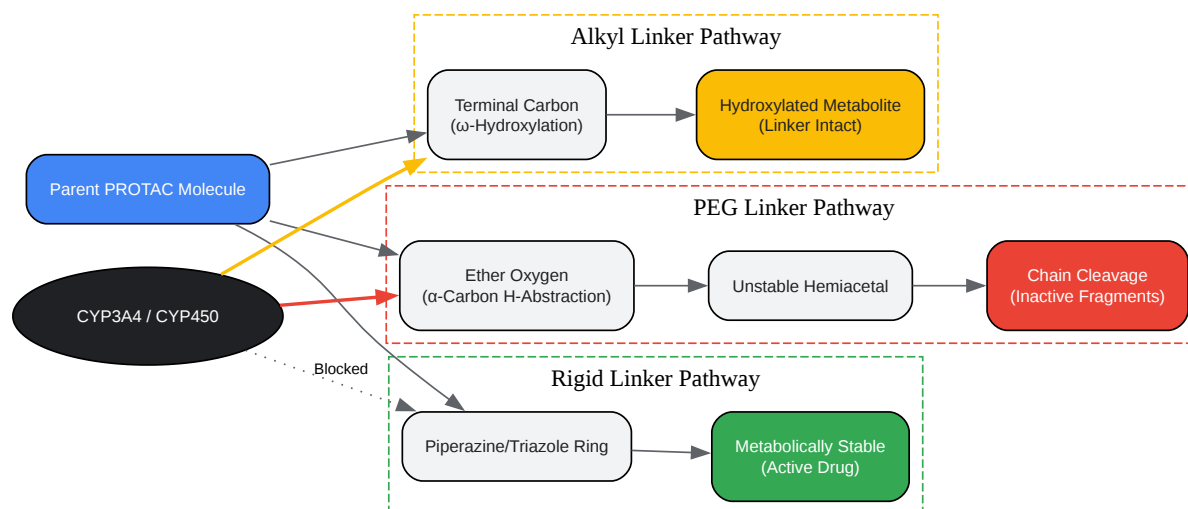 Alkyl Linker Pathway
Terminal Carbon
(ω-Hydroxylation)
Hydroxylated Metabolite
(Linker Intact)
Parent PROTAC Molecule
PEG Linker Pathway
Ether Oxygen
(α-Carbon H-Abstraction)
Unstable Hemiacetal
Chain Cleavage
(Inactive Fragments)
CYP3A4 / CYP450
Blocked
Rigid Linker Pathway
Piperazine/Triazole Ring
Metabolically Stable
(Active Drug)